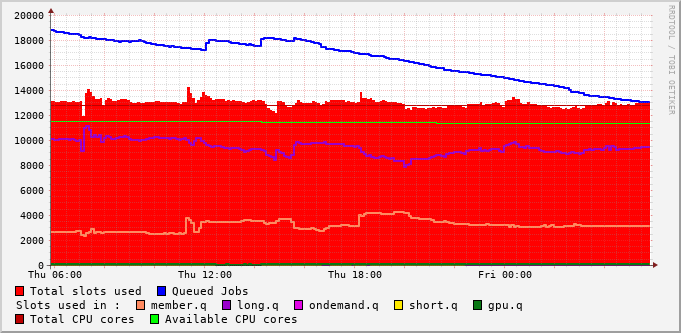 20000
18000
16000
14000
12000
10000
8000
6000
4000
2000
0
Thu 06:00 Thu 12:00 Thu 18:00 Fri 00:00
Total slots used Queued Jobs
Slots used in : member.q long.q ondemand.q short.q gpu.q
Total CPU cores Available CPU cores
RRDTOOL / TOBI OETIKER